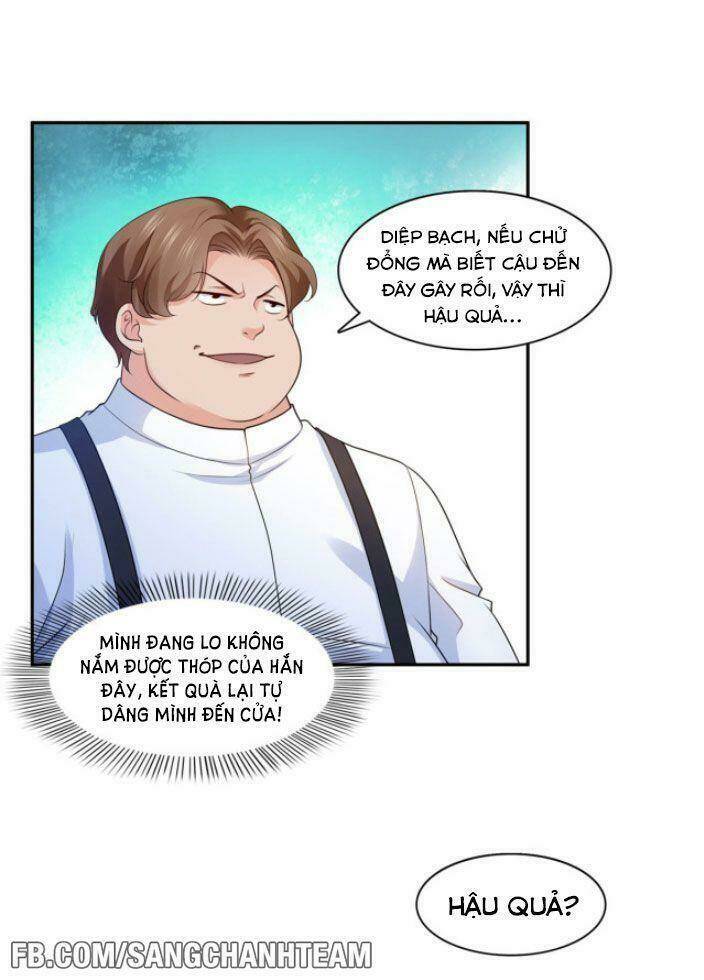 DIỆP BẠCH, NẾU CHỬ
ĐỔNG MÀ BIẾT CẬU ĐẾN
ĐÂY GÂY RỐI, VẬY THÌ
HẬU QUẢ...
MÌNH ĐANG LO KHÔNG
NẮM ĐƯỢC THÓP CỦA HẮN
ĐÂY, KẾT QUẢ LẠI TỰ
DÂNG MÌNH ĐẾN CỬA!
HẬU QUẢ?
FB.COM/SANGCHANHTEAM